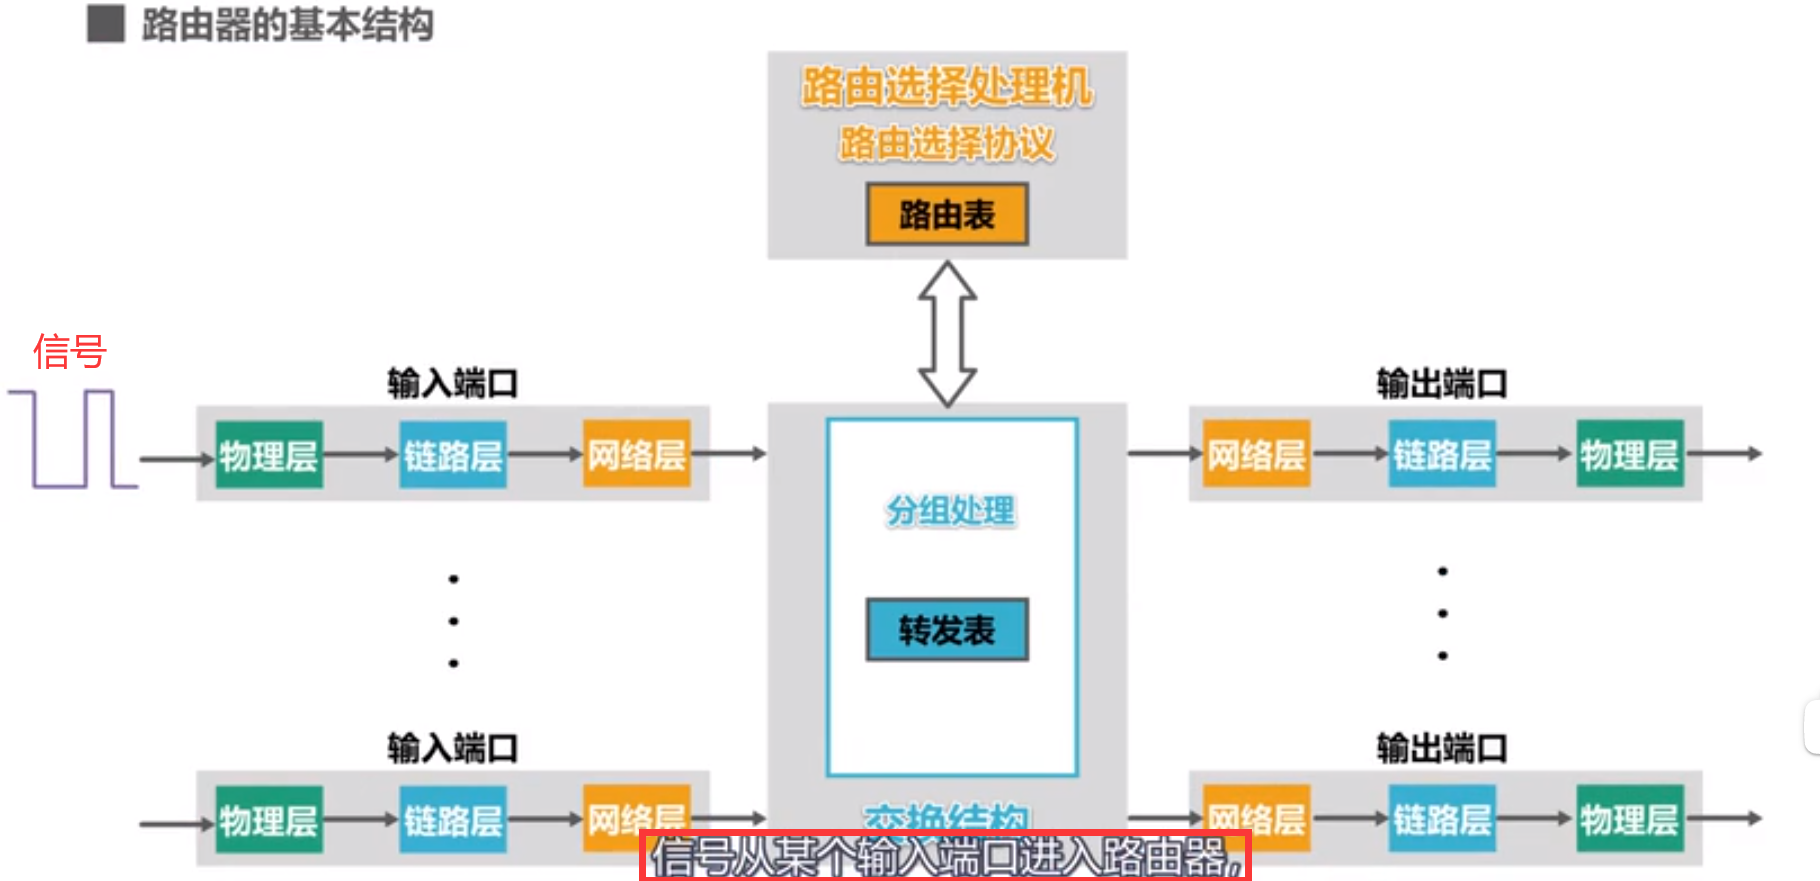 路由器的基本结构
路由选择处理机
路由选择协议
路由表
信号
输入端口
物理层
链路层
网络层
分组处理
转发表
输出端口
网络层
链路层
物理层
输入端口
物理层
链路层
网络层
交换结构
输出端口
网络层
链路层
物理层
信号从某个输入端口进入路由器，